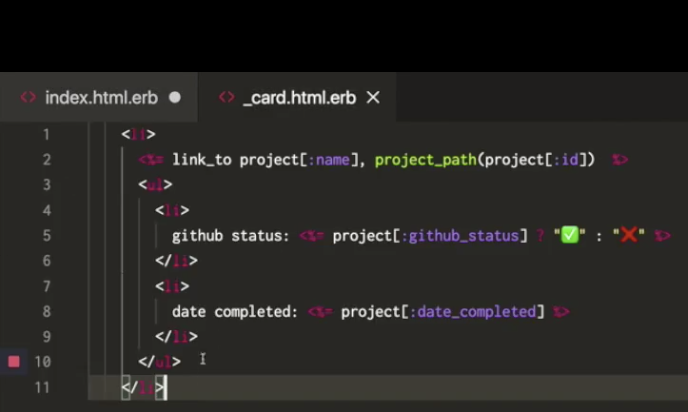 <> index.html.erb ● <> _card.html.erb ×
1 <li>
2 <%= link_to project[:name], project_path(project[:id]) %>
3 <ul>
4 <li>
5 github status: <%= project[:github_status] ? "✅" : "❌" %>
6 </li>
7 <li>
8 date completed: <%= project[:date_completed] %>
9 </li>
10 </ul>
11 </li>